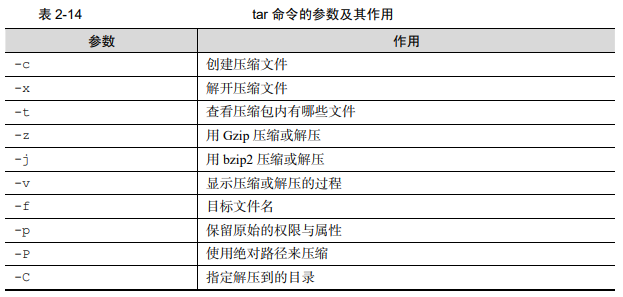 表 2-14 tar 命令的参数及其作用
参数 作用
-c 创建压缩文件
-x 解开压缩文件
-t 查看压缩包内有哪些文件
-z 用 Gzip 压缩或解压
-j 用 bzip2 压缩或解压
-v 显示压缩或解压的过程
-f 目标文件名
-p 保留原始的权限与属性
-P 使用绝对路径来压缩
-C 指定解压到的目录